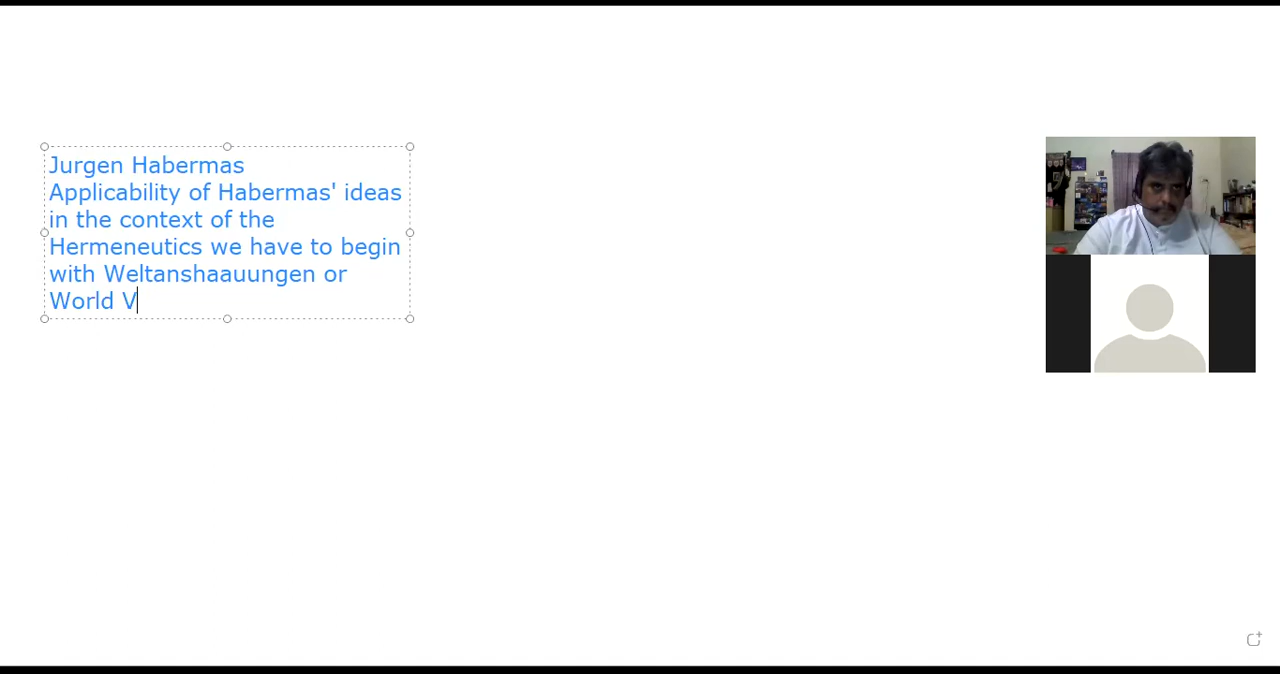 Jurgen Habermas
Applicability of Habermas' ideas
in the context of the
Hermeneutics we have to begin
with Weltanshaauungen or
World V